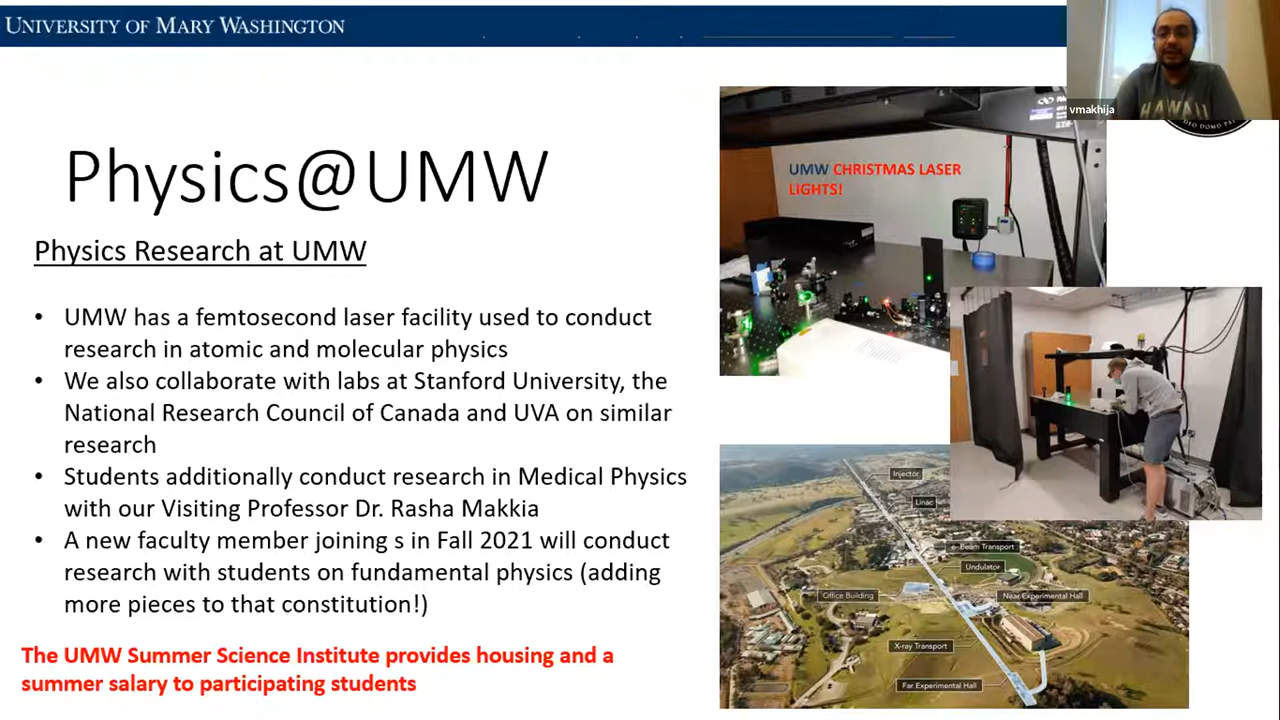 UNIVERSITY OF MARY WASHINGTON
vmakhija
HAWAII
DEO DOMO PAT
Physics@UMW
Physics Research at UMW
• UMW has a femtosecond laser facility used to conduct
research in atomic and molecular physics
• We also collaborate with labs at Stanford University, the
National Research Council of Canada and UVA on similar
research
• Students additionally conduct research in Medical Physics
with our Visiting Professor Dr. Rasha Makkia
• A new faculty member joining s in Fall 2021 will conduct
research with students on fundamental physics (adding
more pieces to that constitution!)
The UMW Summer Science Institute provides housing and a
summer salary to participating students
UMW CHRISTMAS LASER
LIGHTS!
Injector
Linac
e- Beam Transport
Undulator
Office Building
Near Experimental Hall
X-ray Transport
Far Experimental Hall